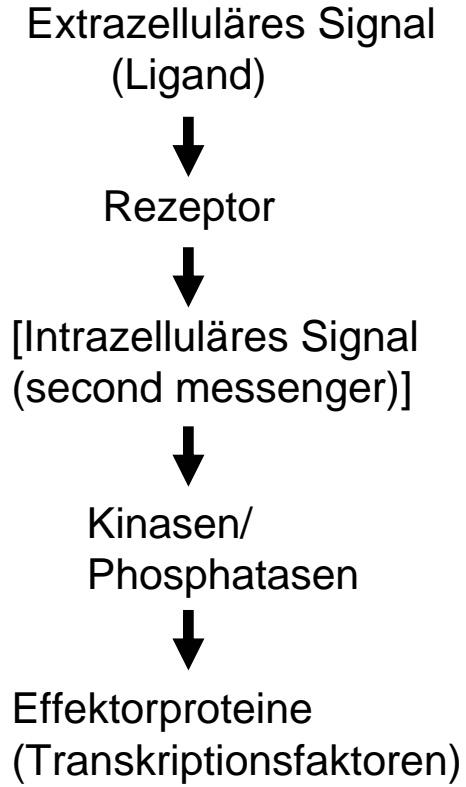 Extrazelluläres Signal
(Ligand)
Rezeptor
[Intrazelluläres Signal
(second messenger)]
Kinasen/
Phosphatasen
Effektorproteine
(Transkriptionsfaktoren)